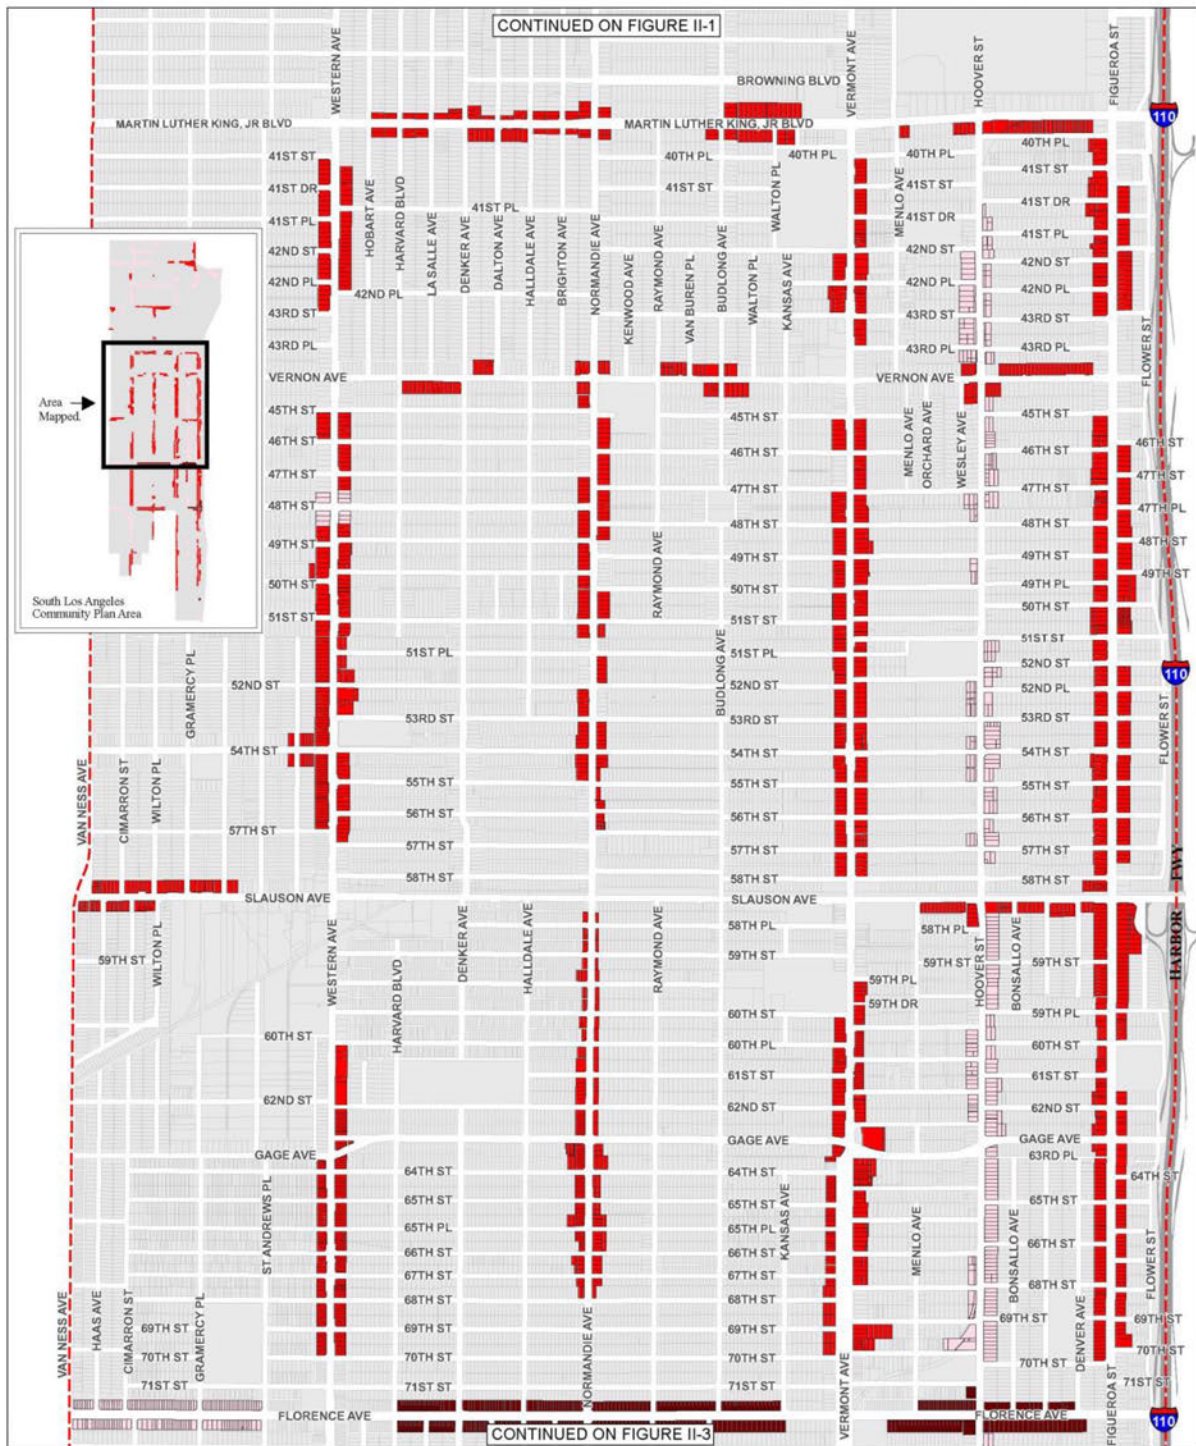 CONTINUED ON FIGURE II-1
WESTERN AVE
VERMONT AVE
HOOVER ST
FIGUEROA ST
BROWNING BLVD
110
MARTIN LUTHER KING, JR BLVD
MARTIN LUTHER KING, JR BLVD
41ST ST
40TH PL
40TH PL
40TH PL
40TH PL
41ST DR
41ST ST
41ST ST
41ST ST
41ST PL
41ST PL
41ST DR
41ST DR
41ST PL
HOBART AVE
HARVARD BLVD
LASALLE AVE
DENKER AVE
DALTON AVE
HALLDALE AVE
BRIGHTON AVE
NORMANDIE AVE
KENWOOD AVE
RAYMOND AVE
VAN BUREN PL
BUDLONG AVE
WALTON PL
WALTON PL
KANSAS AVE
MENLO AVE
42ND ST
42ND ST
42ND ST
42ND PL
42ND PL
42ND PL
42ND PL
43RD ST
43RD ST
43RD ST
43RD PL
43RD PL
43RD PL
FLOWER ST
VERNON AVE
VERNON AVE
Area
Mapped.
South Los Angeles
Community Plan Area
45TH ST
45TH ST
45TH ST
46TH ST
46TH ST
46TH ST
46TH ST
47TH ST
47TH ST
47TH ST
47TH ST
47TH PL
48TH ST
48TH ST
48TH ST
48TH ST
49TH ST
49TH ST
49TH ST
49TH ST
49TH PL
50TH ST
50TH ST
50TH ST
51ST ST
51ST ST
51ST ST
MENLO AVE
ORCHARD AVE
WESLEY AVE
RAYMOND AVE
BUDLONG AVE
51ST PL
51ST PL
52ND ST
52ND ST
52ND ST
52ND PL
110
53RD ST
53RD ST
53RD ST
54TH ST
54TH ST
54TH ST
55TH ST
55TH ST
55TH ST
56TH ST
56TH ST
56TH ST
57TH ST
57TH ST
57TH ST
57TH ST
58TH ST
58TH ST
58TH ST
GRAMERCY PL
VAN NESS AVE
CIMARRON ST
WILTON PL
FLOWER ST
SLAUSON AVE
SLAUSON AVE
HARBOR FWY
WILTON PL
WESTERN AVE
HARVARD BLVD
DENKER AVE
HALLDALE AVE
RAYMOND AVE
HOOVER ST
BONSALLO AVE
58TH PL
58TH PL
59TH ST
59TH ST
59TH ST
59TH ST
59TH PL
59TH DR
59TH PL
60TH ST
60TH ST
60TH ST
60TH PL
61ST ST
61ST ST
62ND ST
62ND ST
62ND ST
GAGE AVE
GAGE AVE
GAGE AVE
63RD PL
64TH ST
64TH ST
64TH ST
65TH ST
65TH ST
65TH ST
65TH PL
65TH PL
66TH ST
66TH ST
66TH ST
67TH ST
67TH ST
68TH ST
68TH ST
68TH ST
69TH ST
69TH ST
69TH ST
69TH ST
69TH ST
70TH ST
70TH ST
70TH ST
70TH ST
70TH ST
71ST ST
71ST ST
71ST ST
71ST ST
VAN NESS AVE
HAAS AVE
CIMARRON ST
GRAMERCY PL
ST ANDREWS PL
NORMANDIE AVE
KANSAS AVE
VERMONT AVE
MENLO AVE
BONSALLO AVE
DENVER AVE
FIGUEROA ST
FLOWER ST
FLORENCE AVE
FLORENCE AVE
110
CONTINUED ON FIGURE II-3